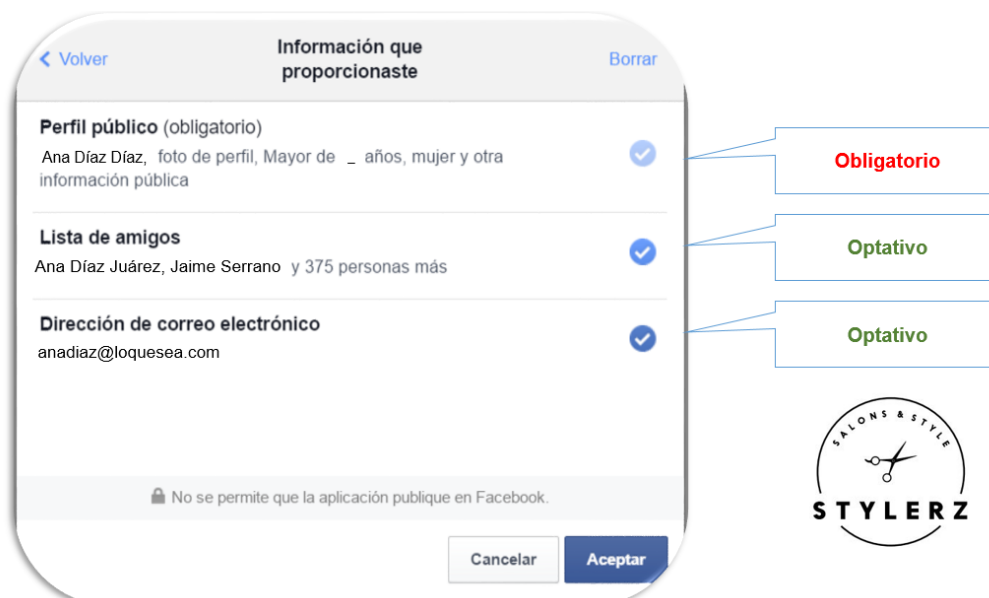 Volver
Información que
proporcionaste
Borrar
Perfil público (obligatorio)
Ana Díaz Díaz, foto de perfil, Mayor de _ años, mujer y otra
información pública
Obligatorio
Lista de amigos
Ana Díaz Juárez, Jaime Serrano y 375 personas más
Optativo
Dirección de correo electrónico
anadiaz@loquesea.com
Optativo
SALONS & STYLE
STYLERZ
No se permite que la aplicación publique en Facebook.
Cancelar
Aceptar